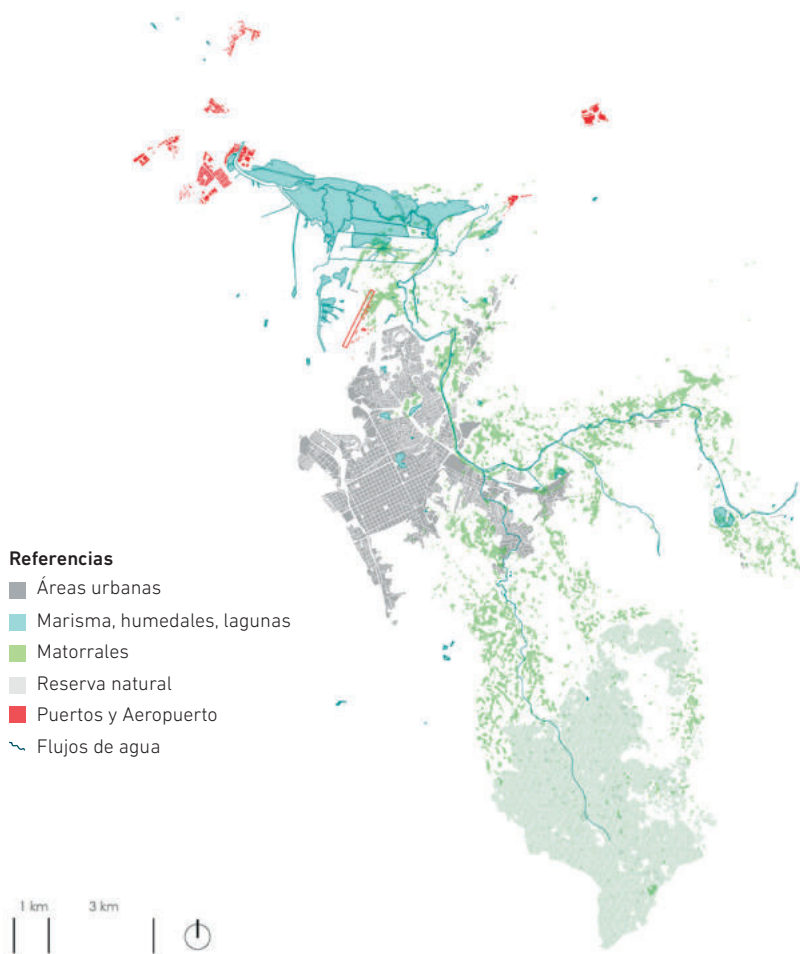 Referencias
Áreas urbanas
Marisma, humedales, lagunas
Matorrales
Reserva natural
Puertos y Aeropuerto
Flujos de agua
1 km 3 km